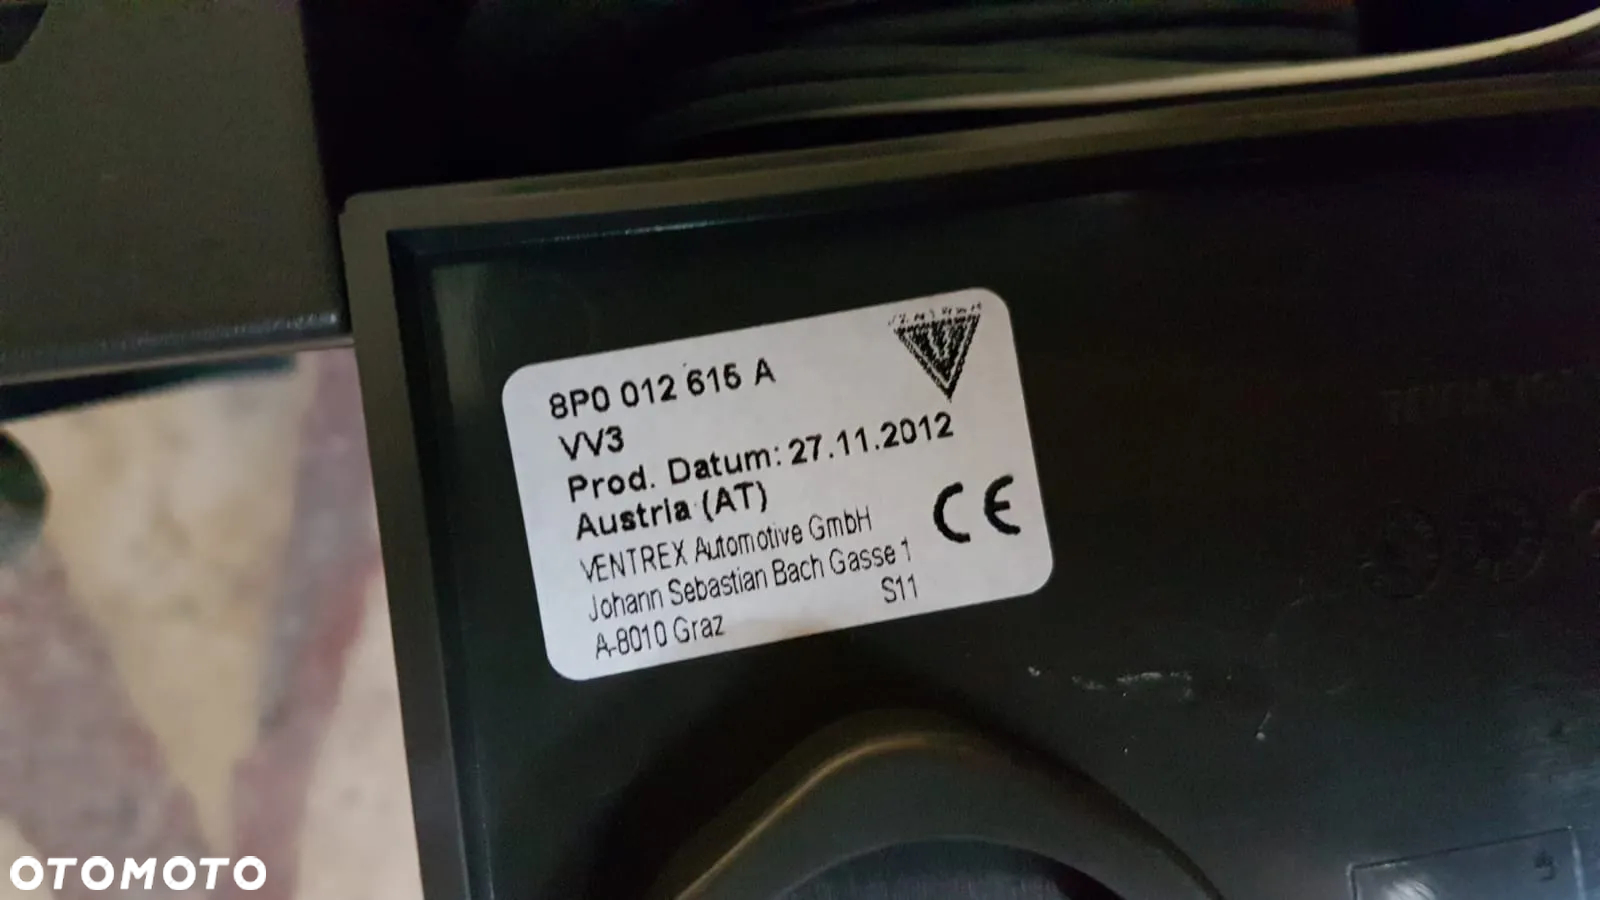 VENTREX
8P0 012 615 A
VV3
Prod. Datum: 27.11.2012
Austria (AT)
VENTREX Automotive GmbH
Johann Sebastian Bach Gasse 1
A-8010 Graz
S11
CE
OTOMOTO